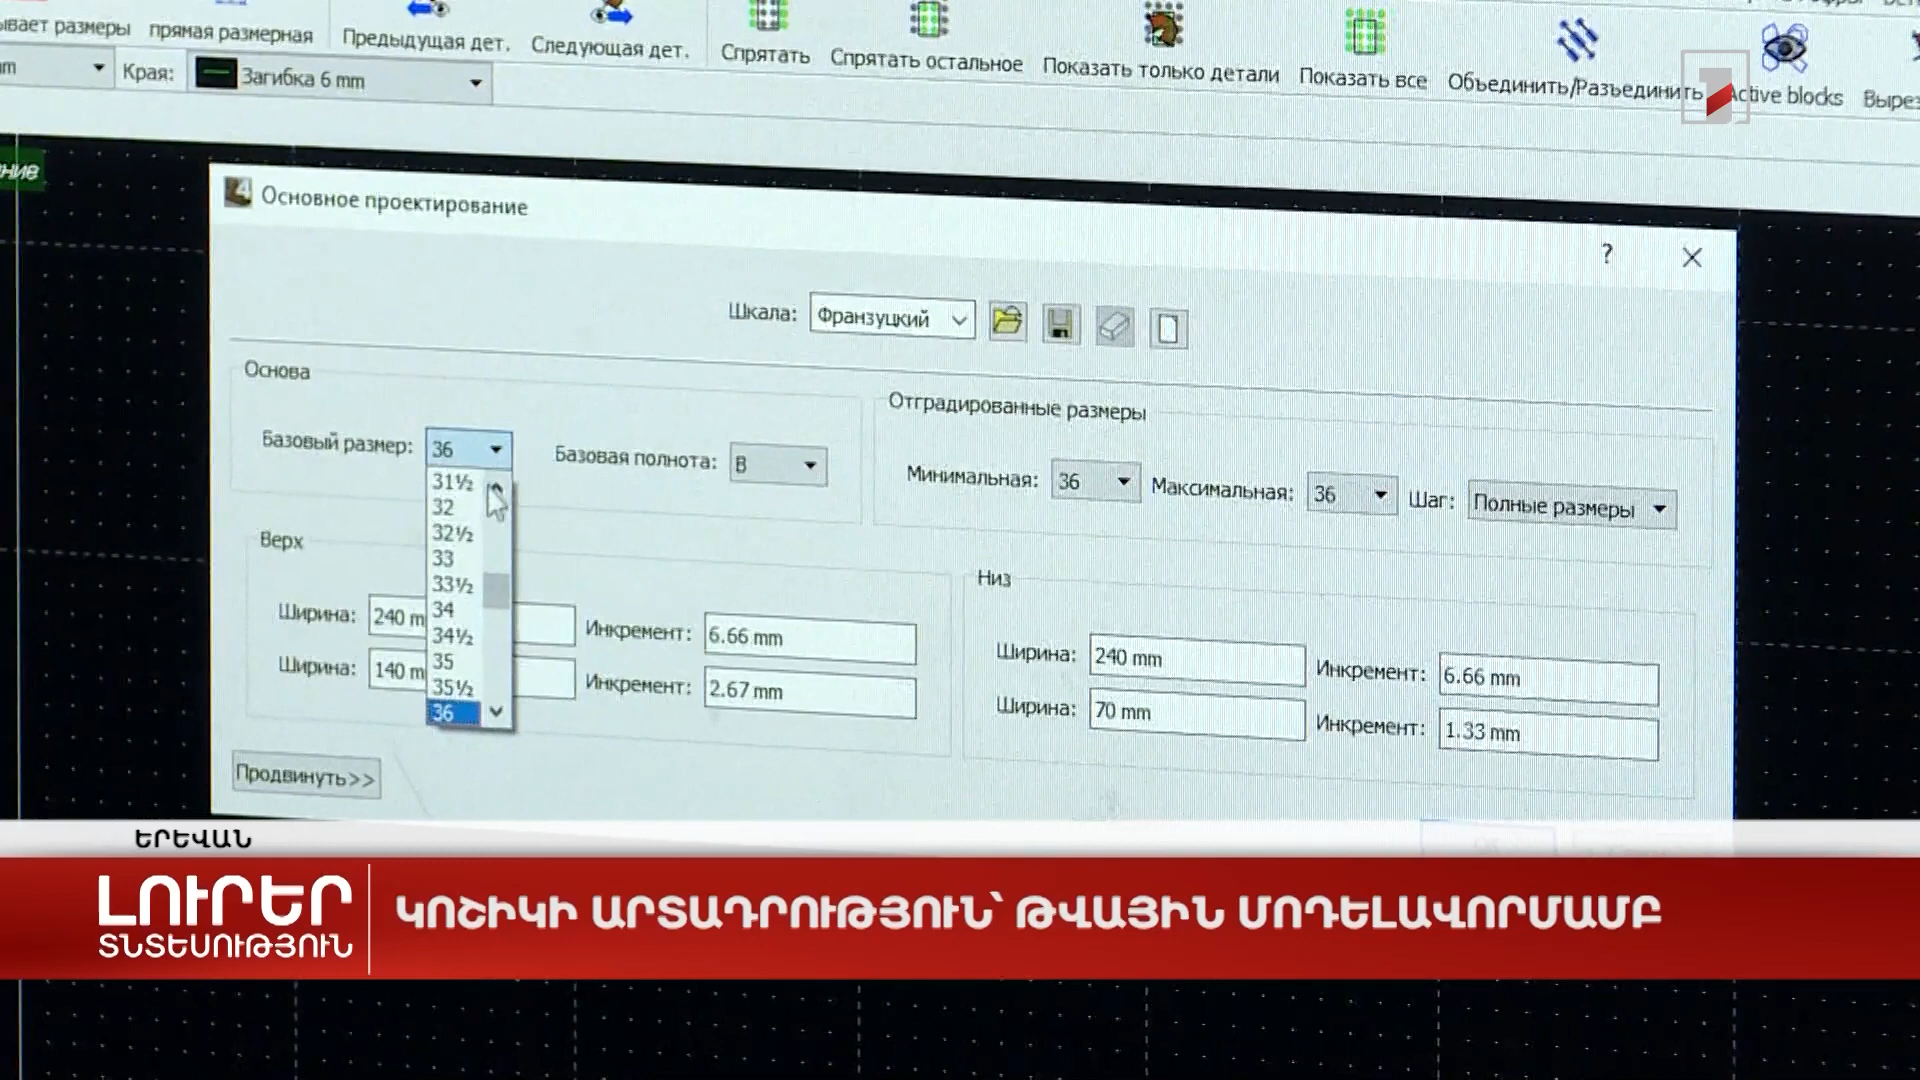 ывает размеры прямая размерная Предыдущая дет. Следующая дет. Спрятать Спрятать остальное Показать только детали Показать все Объединить/Разъединить Active blocks
Края: Загибка 6 mm
ние
Основное проектирование ?
Шкала: Французкий
Основа
Базовый размер: 36 Базовая полнота: B
31½
32
32½
33
33½
34
34½
35
35½
36
Отградированные размеры
Минимальная: 36 Максимальная: 36 Шаг: Полные размеры
Верх
Ширина: 240 m Инкремент: 6.66 mm
Ширина: 140 m Инкремент: 2.67 mm
Низ
Ширина: 240 mm Инкремент: 6.66 mm
Ширина: 70 mm Инкремент: 1.33 mm
Продвинуть>>
ԵՐԵՎԱՆ
ԼՈՒՐԵՐ
ՏՆՏԵՍՈՒԹՅՈՒՆ
ԿՈՇԻԿԻ ԱՐՏԱԴՐՈՒԹՅՈՒՆ՝ ԹՎԱՅԻՆ ՄՈԴԵԼԱՎՈՐՄԱՄԲ